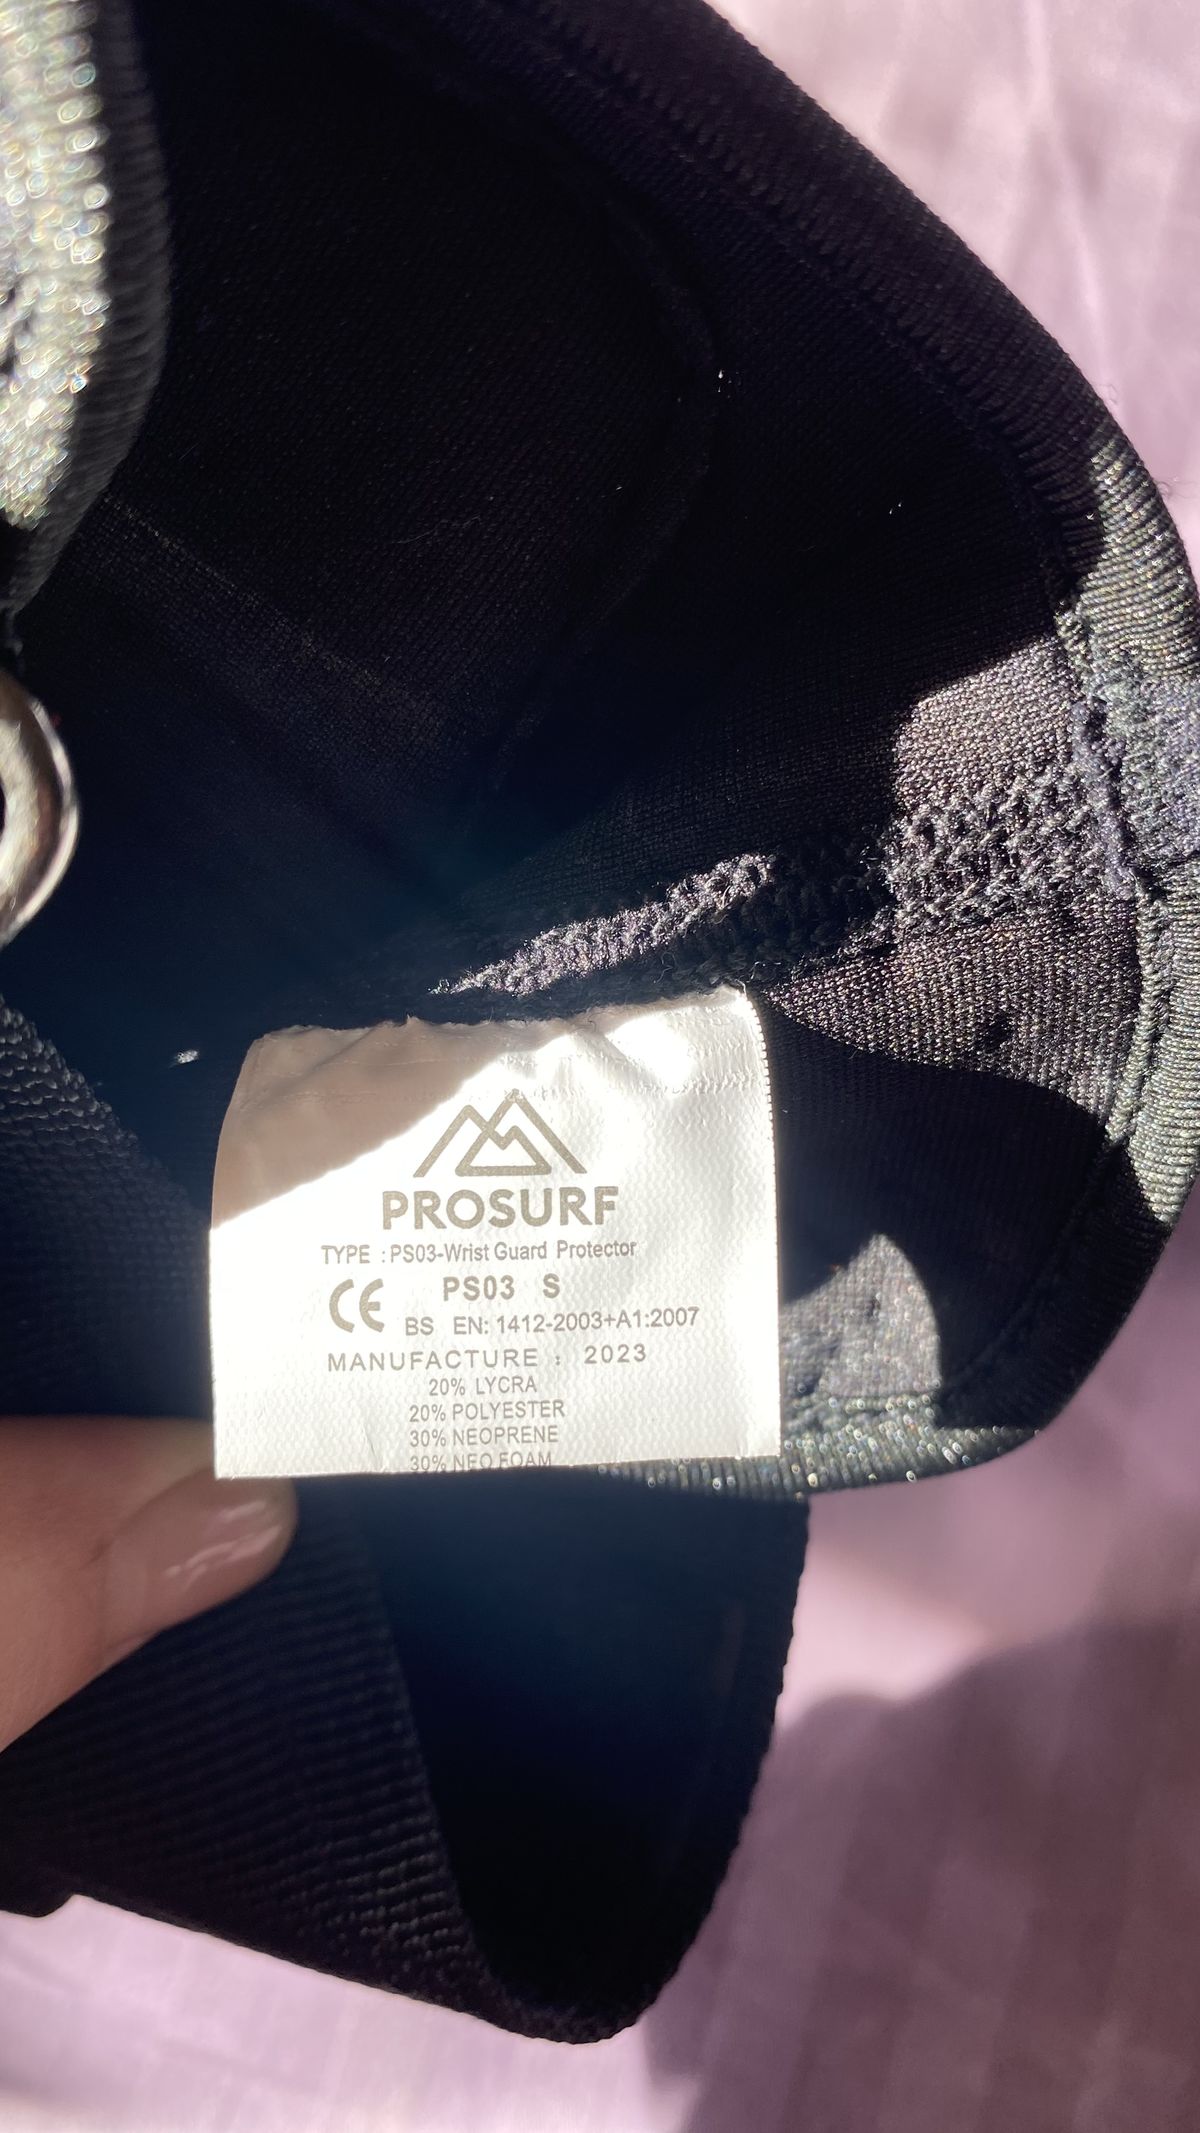 PROSURF
TYPE : PS03-Wrist Guard Protector
CE PS03 S
BS EN: 1412-2003+A1:2007
MANUFACTURE : 2023
20% LYCRA
20% POLYESTER
30% NEOPRENE
30% NEO FOAM